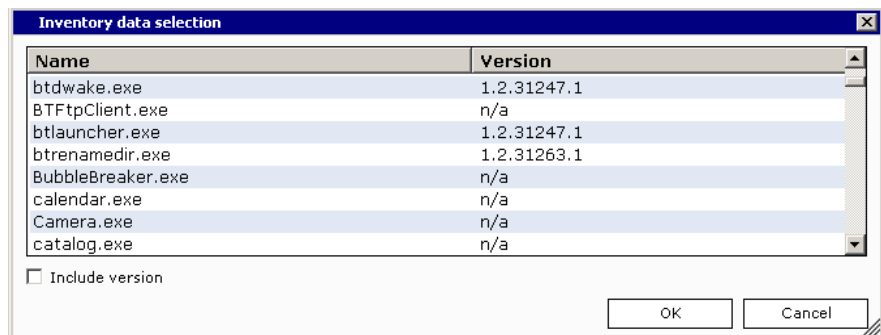 Inventory data selection
Name Version
btdwake.exe 1.2.31247.1
BTFtpClient.exe n/a
btlauncher.exe 1.2.31247.1
btrenamedir.exe 1.2.31263.1
BubbleBreaker.exe n/a
calendar.exe n/a
Camera.exe n/a
catalog.exe n/a
Include version
OK Cancel